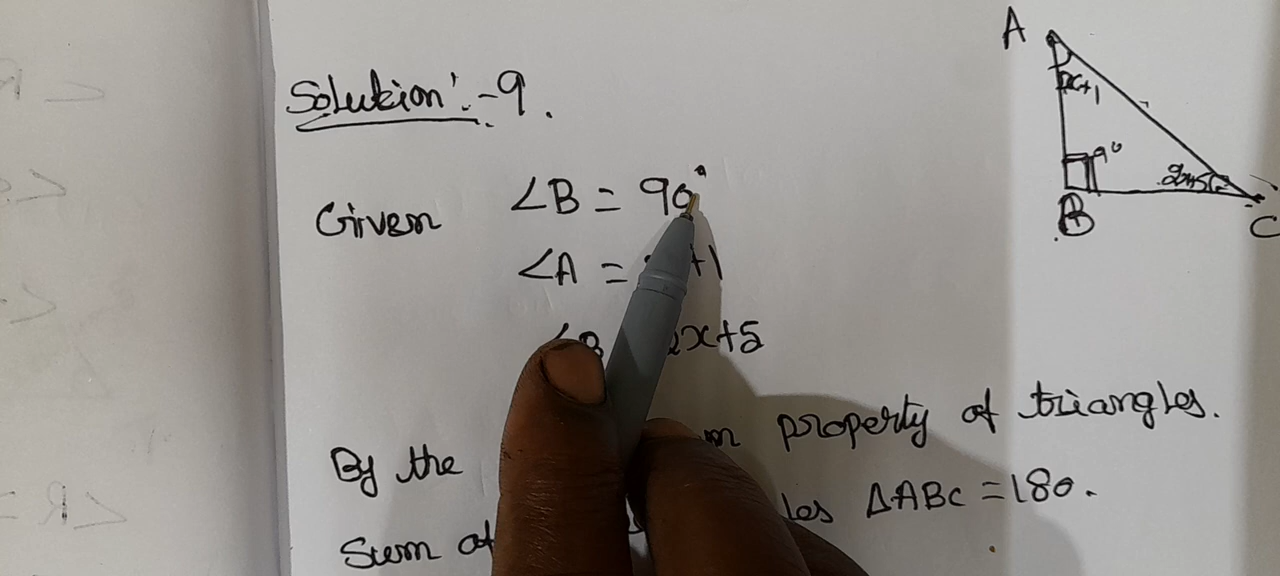 Solution :- 9.
A
x+1
90
2x+5
B
C
Given ∠B = 90°
∠A = +1
∠B 2x+5
By the property of triangles.
Sum of ΔABC = 180.